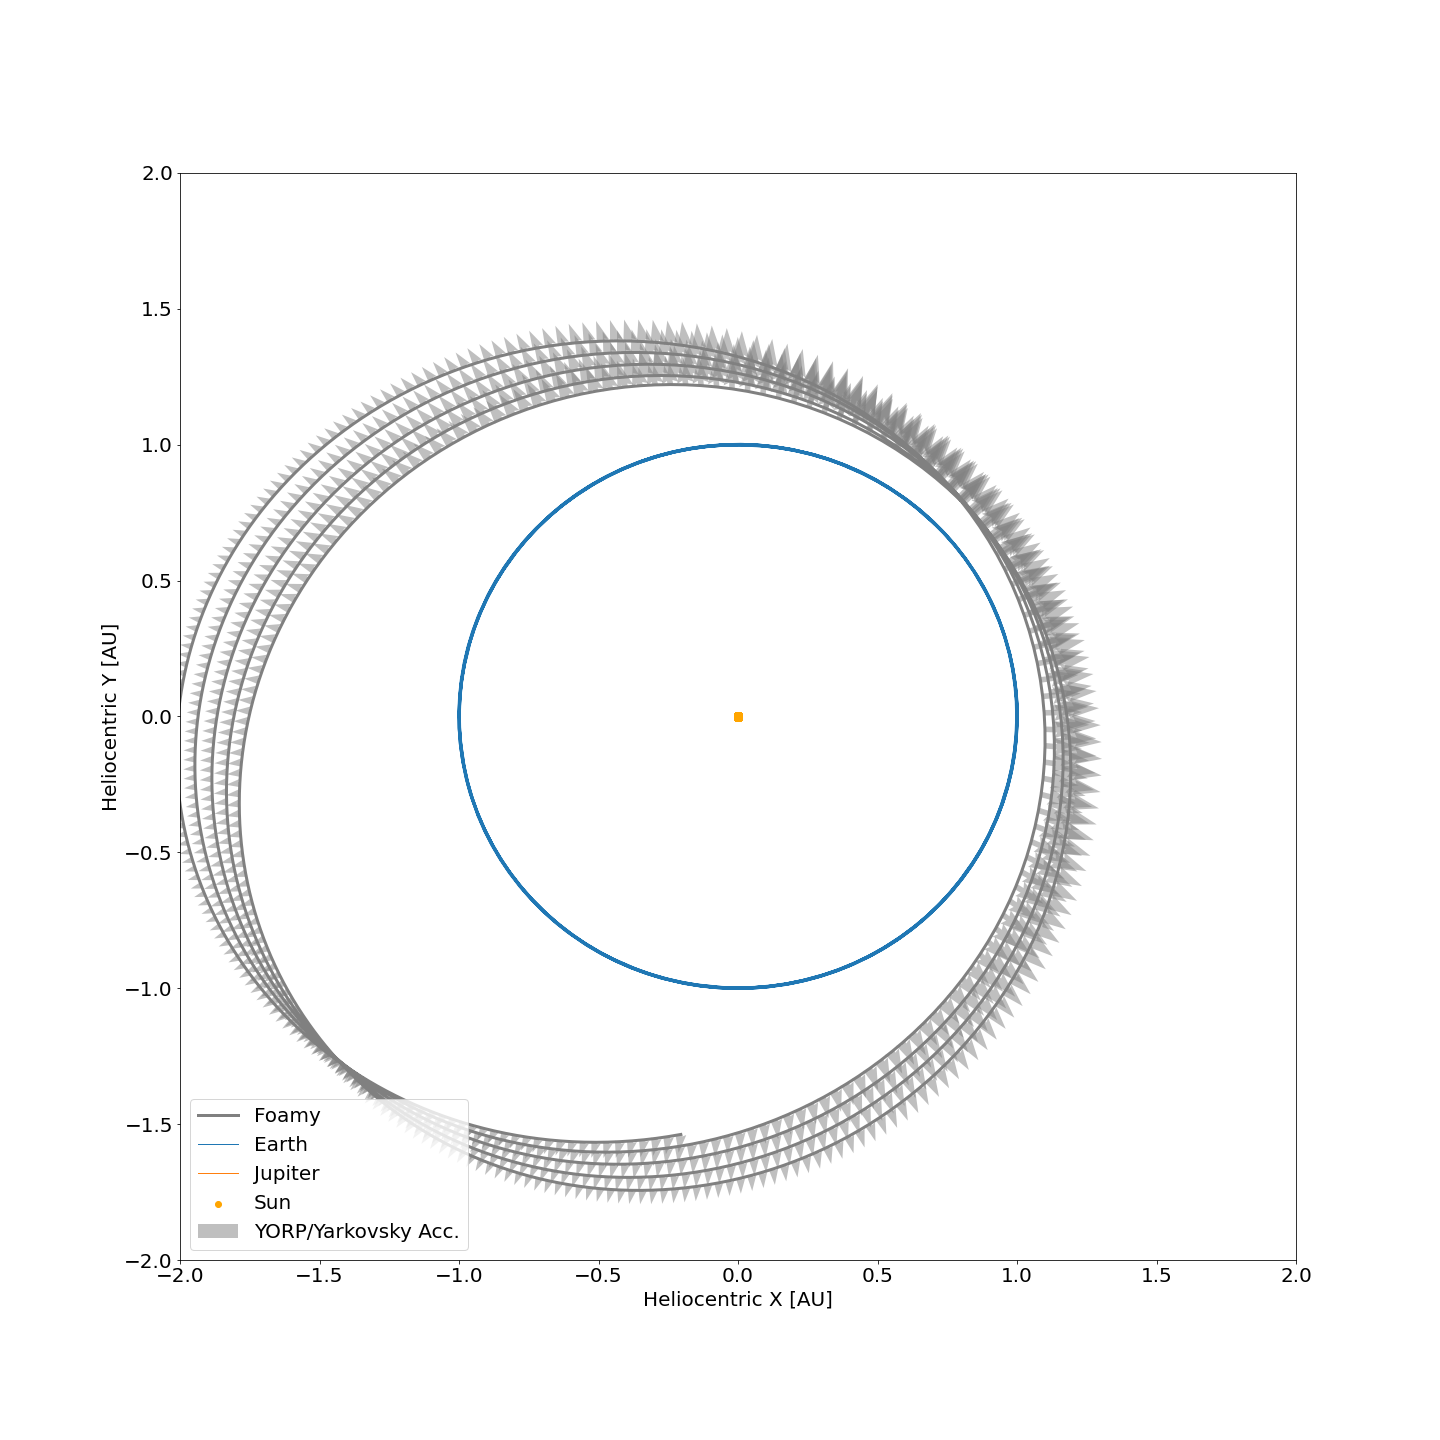 2.0
1.5
1.0
0.5
0.0
−0.5
−1.0
−1.5
−2.0
Heliocentric Y [AU]
Foamy
Earth
Jupiter
Sun
YORP/Yarkovsky Acc.
−2.0 −1.5 −1.0 −0.5 0.0 0.5 1.0 1.5 2.0
Heliocentric X [AU]